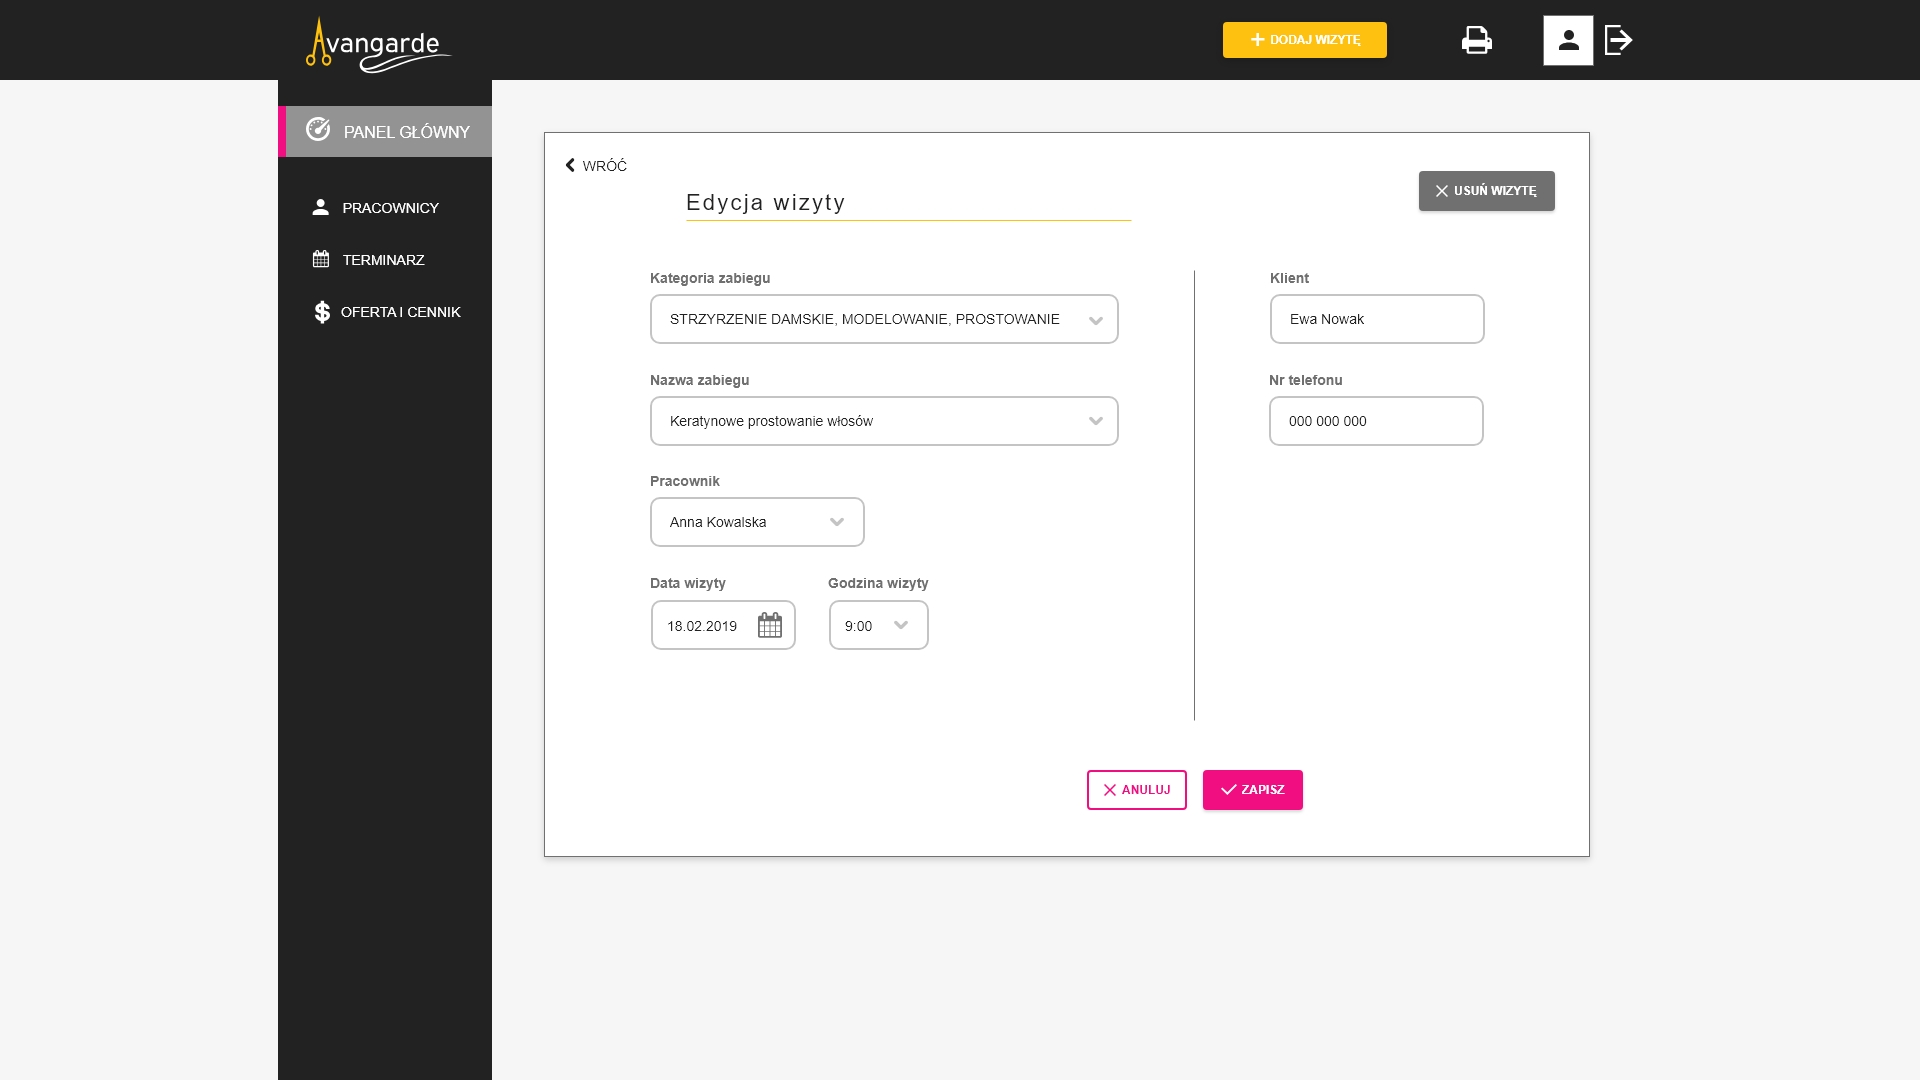 Avangarde
DODAJ WIZYTĘ
PANEL GŁÓWNY
PRACOWNICY
TERMINARZ
OFERTA I CENNIK
WRÓĆ
Edycja wizyty
USUŃ WIZYTĘ
Kategoria zabiegu
STRZYRZENIE DAMSKIE, MODELOWANIE, PROSTOWANIE
Nazwa zabiegu
Keratynowe prostowanie włosów
Pracownik
Anna Kowalska
Data wizyty
18.02.2019
Godzina wizyty
9:00
Klient
Ewa Nowak
Nr telefonu
000 000 000
ANULUJ
ZAPISZ